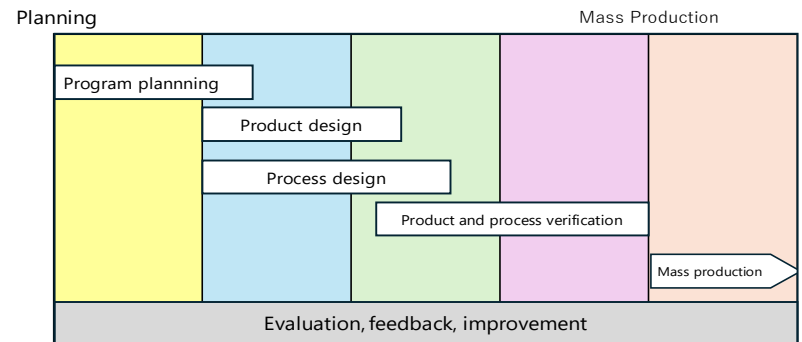 Planning
Mass Production
Program plannning
Product design
Process design
Product and process verification
Mass production
Evaluation, feedback, improvement